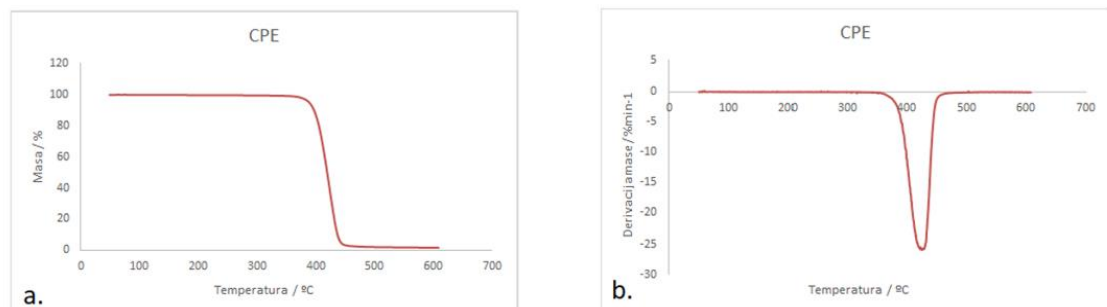 CPE
120
100
80
60
40
20
0
0 100 200 300 400 500 600 700
Masa / %
Temperatura / ºC
a.
CPE
5
0
-5
-10
-15
-20
-25
-30
0 100 200 300 400 500 600 700
Derivacija mase / %min-1
Temperatura / ºC
b.